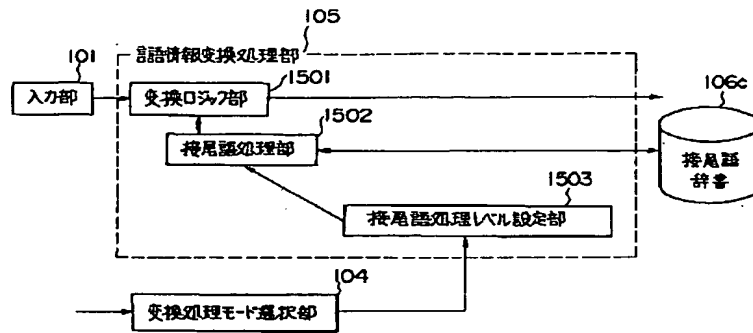 105
言語情報変換処理部
101
入力部
1501
変換ロジック部
1502
接尾語処理部
106c
接尾語
辞書
1503
接尾語処理レベル設定部
104
変換処理モード選択部